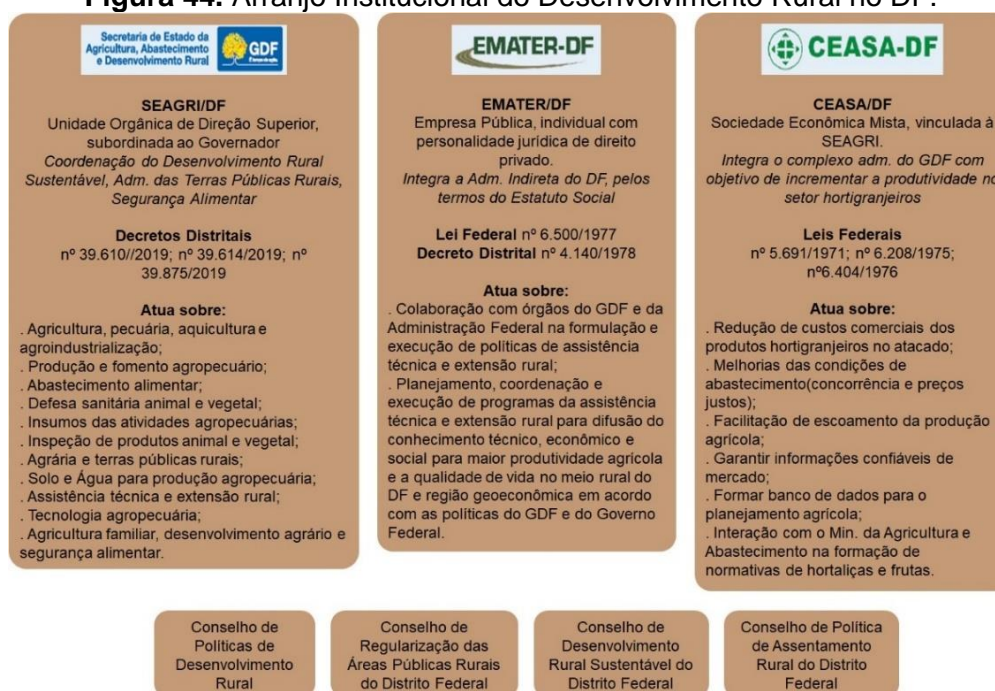 Figura 44. Arranjo Institucional do Desenvolvimento Rural no DF.
Secretaria de Estado da
Agricultura, Abastecimento
e Desenvolvimento Rural
GDF
SEAGRI/DF
Unidade Orgânica de Direção Superior,
subordinada ao Governador
Coordenação do Desenvolvimento Rural
Sustentável, Adm. das Terras Públicas Rurais,
Segurança Alimentar
Decretos Distritais
nº 39.610//2019; nº 39.614/2019; nº
39.875/2019
Atua sobre:
. Agricultura, pecuária, aquicultura e
agroindustrialização;
. Produção e fomento agropecuário;
. Abastecimento alimentar;
. Defesa sanitária animal e vegetal;
. Insumos das atividades agropecuárias;
. Inspeção de produtos animal e vegetal;
. Agrária e terras públicas rurais;
. Solo e Água para produção agropecuária;
. Assistência técnica e extensão rural;
. Tecnologia agropecuária;
. Agricultura familiar, desenvolvimento agrário e
segurança alimentar.
EMATER-DF
EMATER/DF
Empresa Pública, individual com
personalidade jurídica de direito
privado.
Integra a Adm. Indireta do DF, pelos
termos do Estatuto Social
Lei Federal nº 6.500/1977
Decreto Distrital nº 4.140/1978
Atua sobre:
. Colaboração com órgãos do GDF e da
Administração Federal na formulação e
execução de políticas de assistência
técnica e extensão rural;
. Planejamento, coordenação e
execução de programas da assistência
técnica e extensão rural para difusão do
conhecimento técnico, econômico e
social para maior produtividade agrícola
e a qualidade de vida no meio rural do
DF e região geoeconômica em acordo
com as políticas do GDF e do Governo
Federal.
CEASA-DF
CEASA/DF
Sociedade Econômica Mista, vinculada à
SEAGRI.
Integra o complexo adm. do GDF com
objetivo de incrementar a produtividade no
setor hortigranjeiros
Leis Federais
nº 5.691/1971; nº 6.208/1975;
nº6.404/1976
Atua sobre:
. Redução de custos comerciais dos
produtos hortigranjeiros no atacado;
. Melhorias das condições de
abastecimento(concorrência e preços
justos);
. Facilitação de escoamento da produção
agrícola;
. Garantir informações confiáveis de
mercado;
. Formar banco de dados para o
planejamento agrícola;
. Interação com o Min. da Agricultura e
Abastecimento na formação de
normativas de hortaliças e frutas.
Conselho de
Políticas de
Desenvolvimento
Rural
Conselho de
Regularização das
Áreas Públicas Rurais
do Distrito Federal
Conselho de
Desenvolvimento
Rural Sustentável do
Distrito Federal
Conselho de Política
de Assentamento
Rural do Distrito
Federal